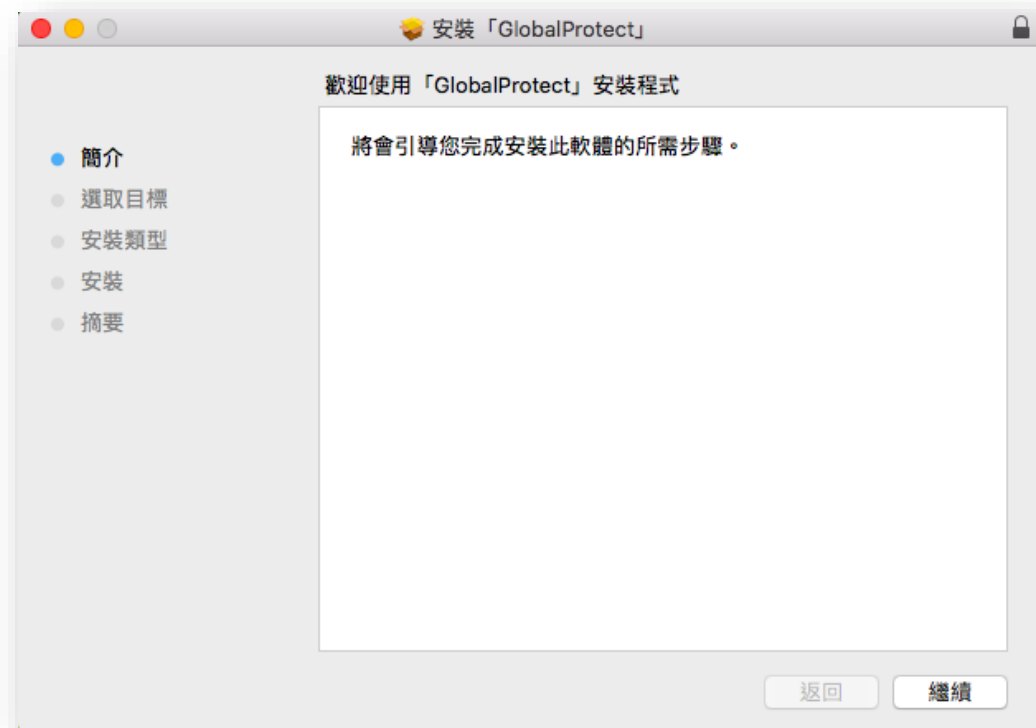 安裝「GlobalProtect」
歡迎使用「GlobalProtect」安裝程式
將會引導您完成安裝此軟體的所需步驟。
簡介
選取目標
安裝類型
安裝
摘要
返回
繼續